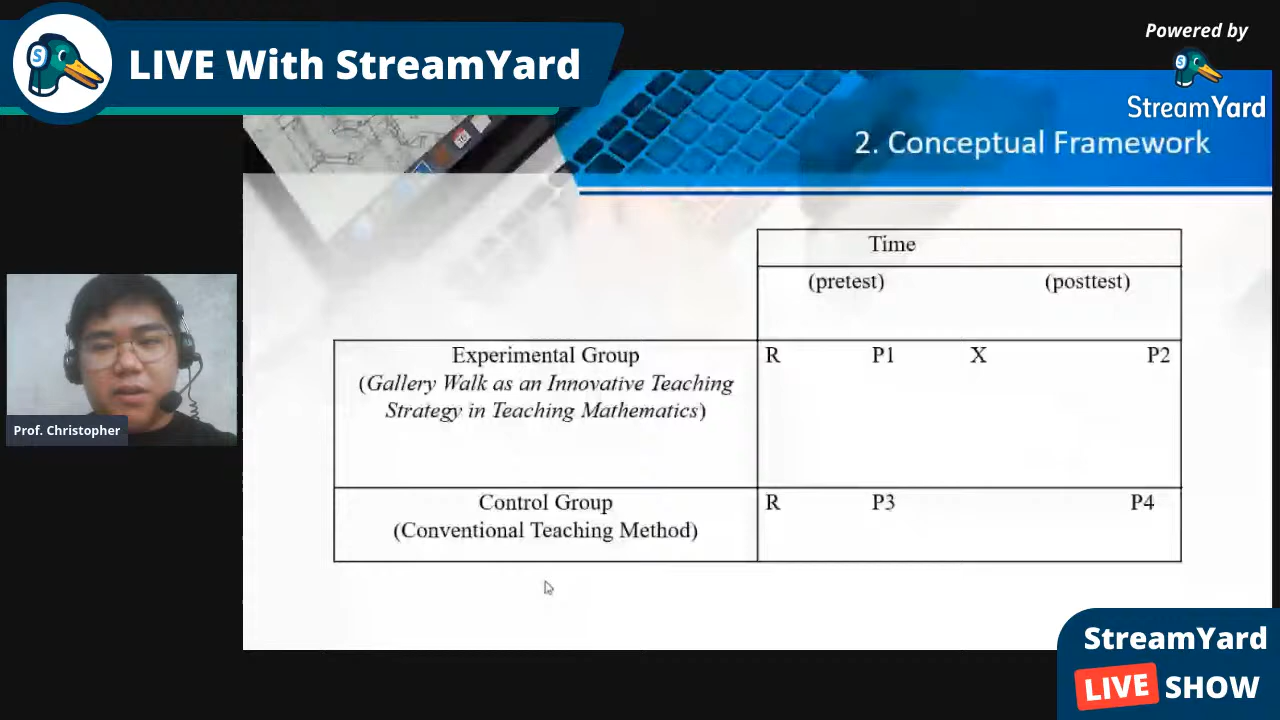 LIVE With StreamYard
Powered by
StreamYard
2. Conceptual Framework
Time
(pretest) (posttest)
Experimental Group
(Gallery Walk as an Innovative Teaching
Strategy in Teaching Mathematics)
R P1 X P2
Control Group
(Conventional Teaching Method)
R P3 P4
Prof. Christopher
StreamYard
LIVE SHOW